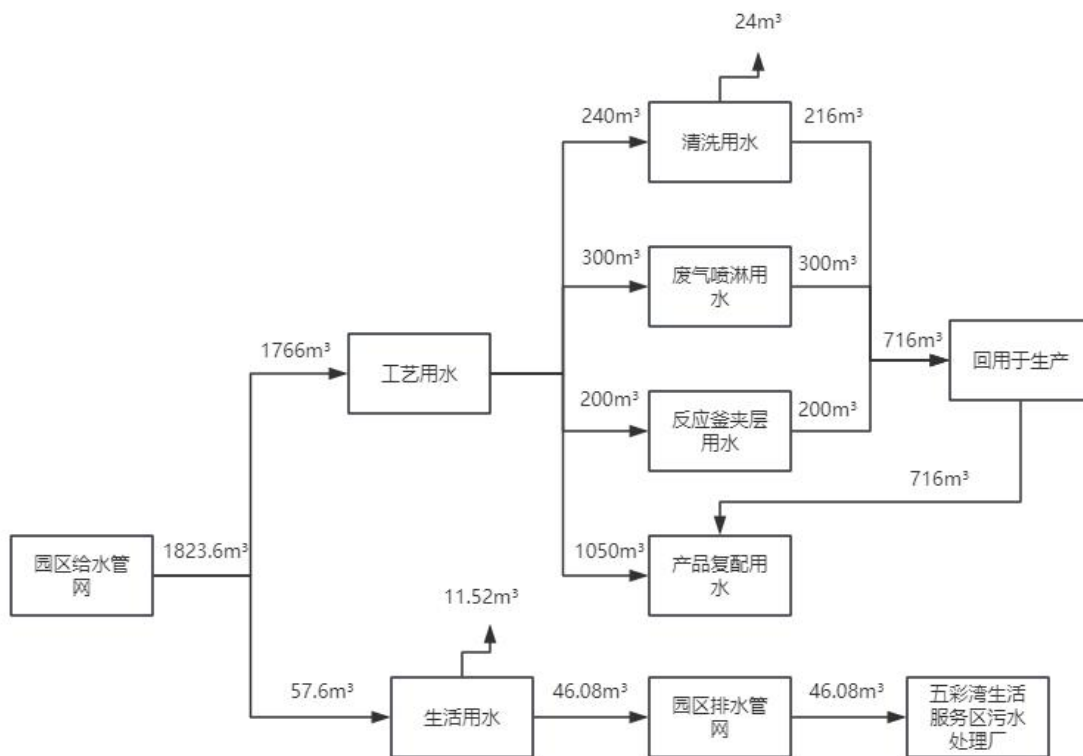 24m³
240m³
清洗用水
216m³
300m³
废气喷淋用
水
300m³
1766m³
工艺用水
716m³
回用于生产
200m³
反应釜夹层
用水
200m³
716m³
园区给水管
网
1823.6m³
1050m³
产品复配用
水
11.52m³
57.6m³
生活用水
46.08m³
园区排水管
网
46.08m³
五彩湾生活
服务区污水
处理厂